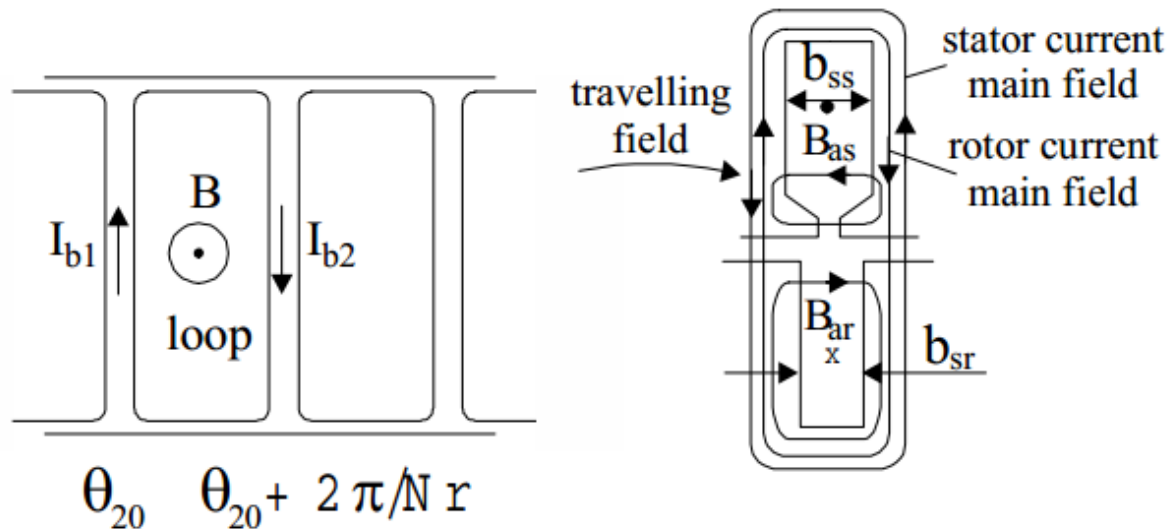 B
I_b1
I_b2
loop
θ_20 θ_20 + 2π/N r
travelling
field
b_ss
B_as
B_ar
x
b_sr
stator current
main field
rotor current
main field